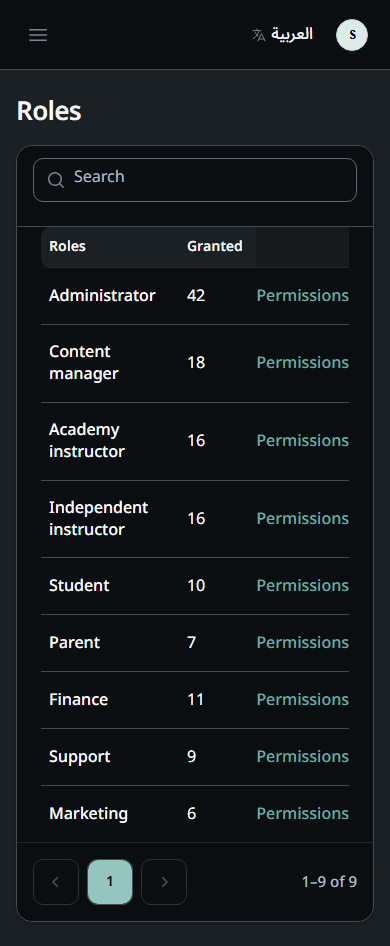 العربية
S
Roles
Search
Roles Granted
Administrator 42 Permissions
Content
manager 18 Permissions
Academy
instructor 16 Permissions
Independent
instructor 16 Permissions
Student 10 Permissions
Parent 7 Permissions
Finance 11 Permissions
Support 9 Permissions
Marketing 6 Permissions
1 1–9 of 9